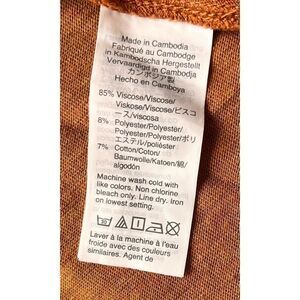 Made in Cambodia
Fabriqué au Cambodge
In Kambodscha Hergestellt
Vervaardigd in Cambodja
カンボジア製
Hecho en Camboya
85% Viscose/Viscose/
Viskose/Viscose/ビスコ
ース/viscosa
8% Polyester/Polyester/
Polyester/Polyester/ポリ
エステル/poliéster
7% Cotton/Coton/
Baumwolle/Katoen/綿/
algodón
Machine wash cold with
like colors. Non chlorine
bleach only. Line dry. Iron
on lowest setting.
Laver à la machine à l'eau
froide avec des couleurs
similaires. Agent de